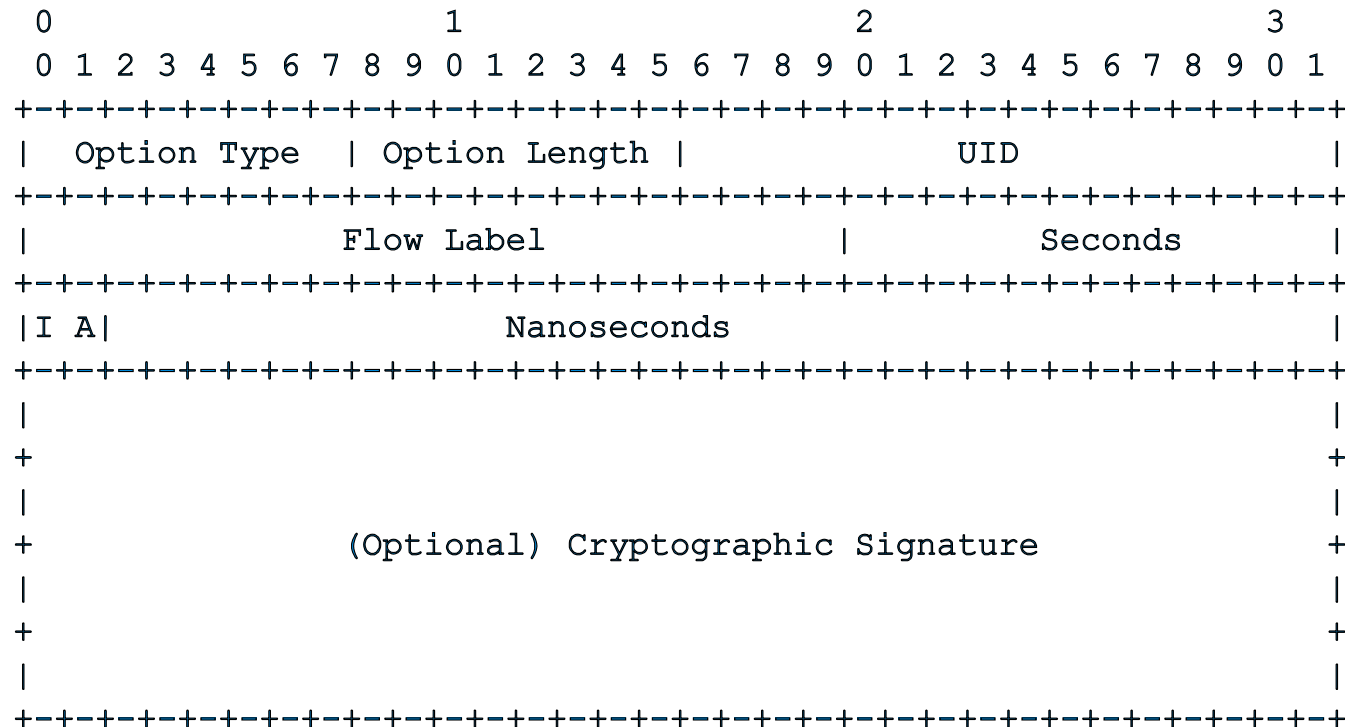 0                   1                   2                   3
 0 1 2 3 4 5 6 7 8 9 0 1 2 3 4 5 6 7 8 9 0 1 2 3 4 5 6 7 8 9 0 1
+-+-+-+-+-+-+-+-+-+-+-+-+-+-+-+-+-+-+-+-+-+-+-+-+-+-+-+-+-+-+-+-+
|  Option Type  | Option Length |             UID               |
+-+-+-+-+-+-+-+-+-+-+-+-+-+-+-+-+-+-+-+-+-+-+-+-+-+-+-+-+-+-+-+-+
|               Flow Label              |         Seconds       |
+-+-+-+-+-+-+-+-+-+-+-+-+-+-+-+-+-+-+-+-+-+-+-+-+-+-+-+-+-+-+-+-+
|I A|                   Nanoseconds                             |
+-+-+-+-+-+-+-+-+-+-+-+-+-+-+-+-+-+-+-+-+-+-+-+-+-+-+-+-+-+-+-+-+
|                                                               |
+                                                               +
|                                                               |
+               (Optional) Cryptographic Signature              +
|                                                               |
+                                                               +
|                                                               |
+-+-+-+-+-+-+-+-+-+-+-+-+-+-+-+-+-+-+-+-+-+-+-+-+-+-+-+-+-+-+-+-+